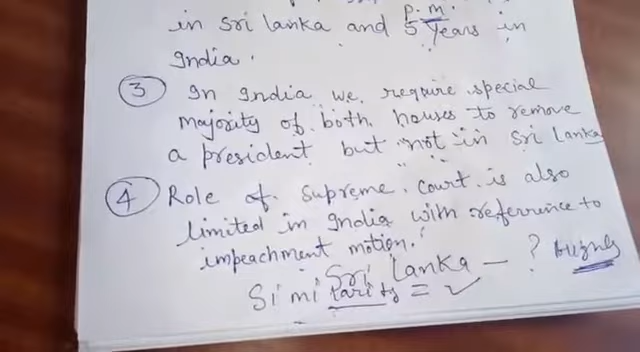 in Sri Lanka and 5 years in
P.M.
India.
3 In India we require special
majority of both houses to remove
a president but not in Sri Lanka
4 Role of Supreme court is also
limited in India with referrence to
impeachment motion.
Sri Lanka – ?
Similarity = ✓